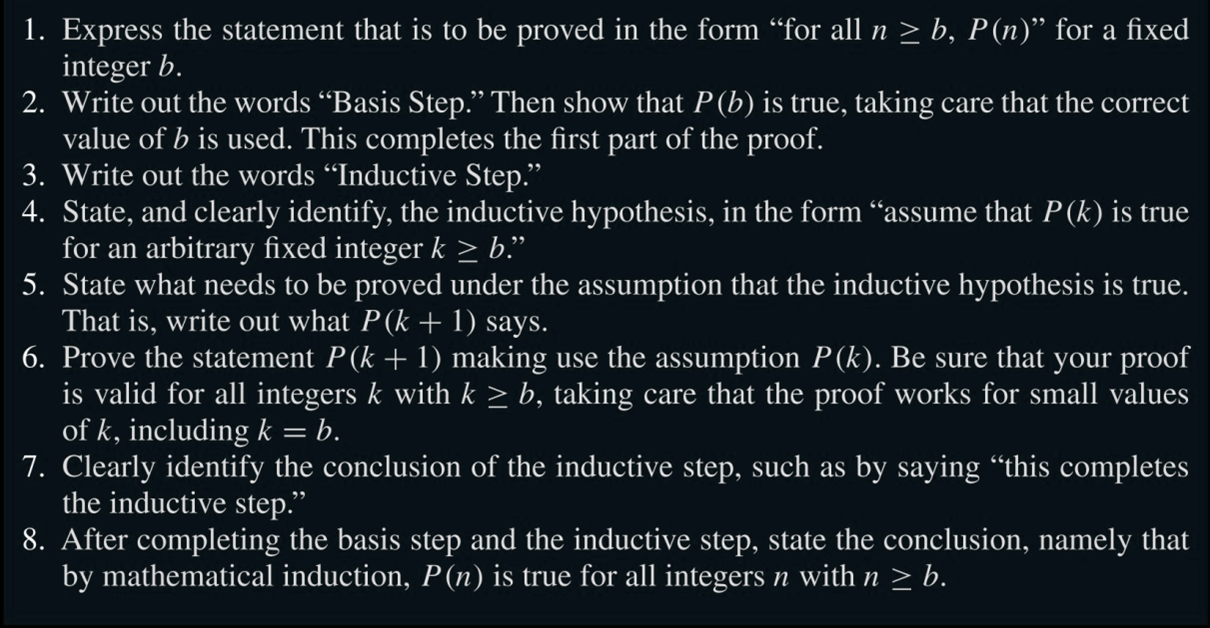 1. Express the statement that is to be proved in the form “for all n ≥ b, P(n)” for a fixed
integer b.
2. Write out the words “Basis Step.” Then show that P(b) is true, taking care that the correct
value of b is used. This completes the first part of the proof.
3. Write out the words “Inductive Step.”
4. State, and clearly identify, the inductive hypothesis, in the form “assume that P(k) is true
for an arbitrary fixed integer k ≥ b.”
5. State what needs to be proved under the assumption that the inductive hypothesis is true.
That is, write out what P(k + 1) says.
6. Prove the statement P(k + 1) making use the assumption P(k). Be sure that your proof
is valid for all integers k with k ≥ b, taking care that the proof works for small values
of k, including k = b.
7. Clearly identify the conclusion of the inductive step, such as by saying “this completes
the inductive step.”
8. After completing the basis step and the inductive step, state the conclusion, namely that
by mathematical induction, P(n) is true for all integers n with n ≥ b.